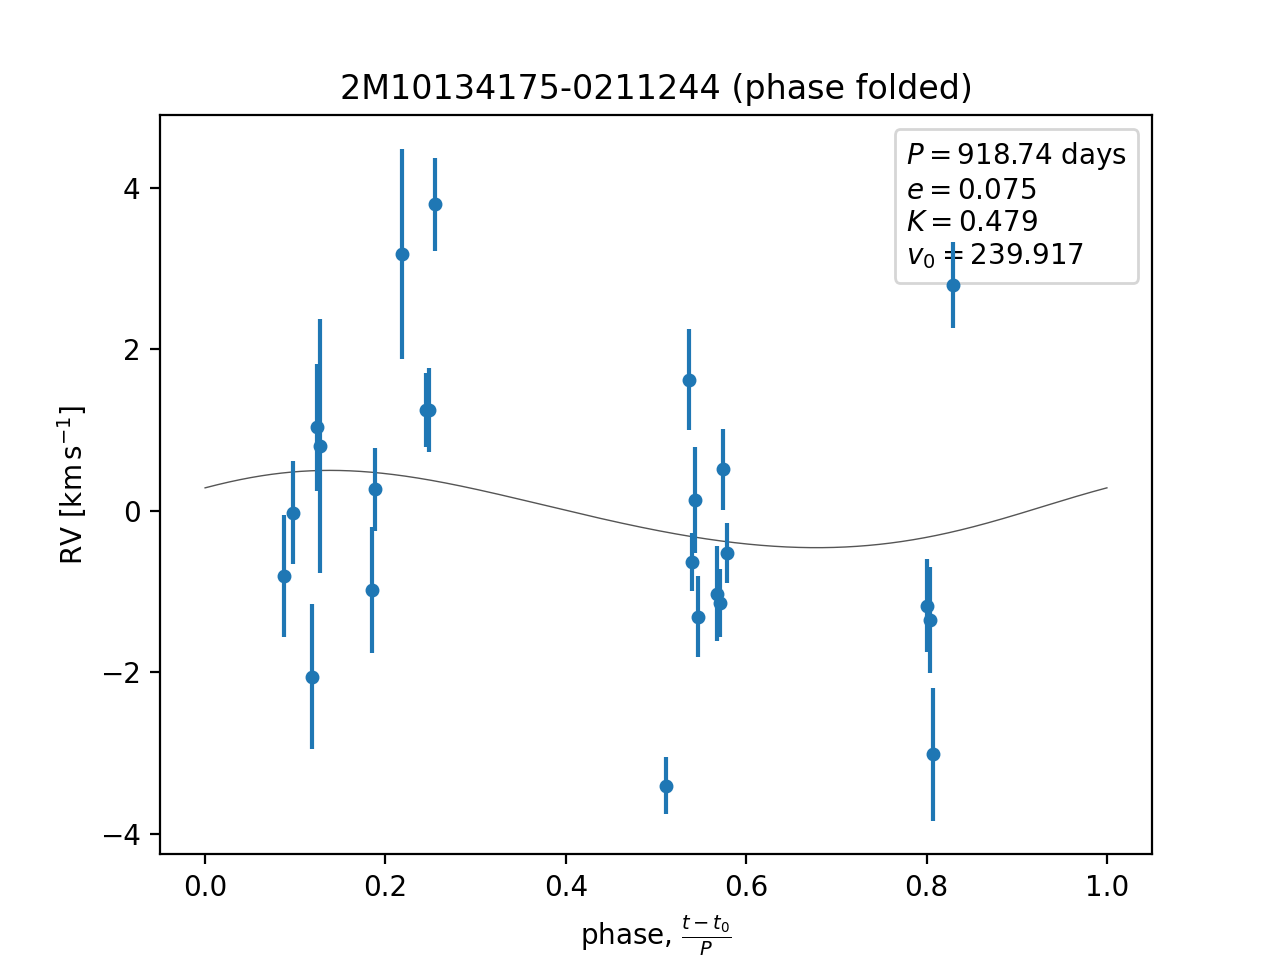 2M10134175-0211244 (phase folded)
P = 918.74 days
e = 0.075
K = 0.479
v₀ = 239.917
4
2
0
−2
−4
RV [km s⁻¹]
0.0 0.2 0.4 0.6 0.8 1.0
phase, (t − t₀)/P